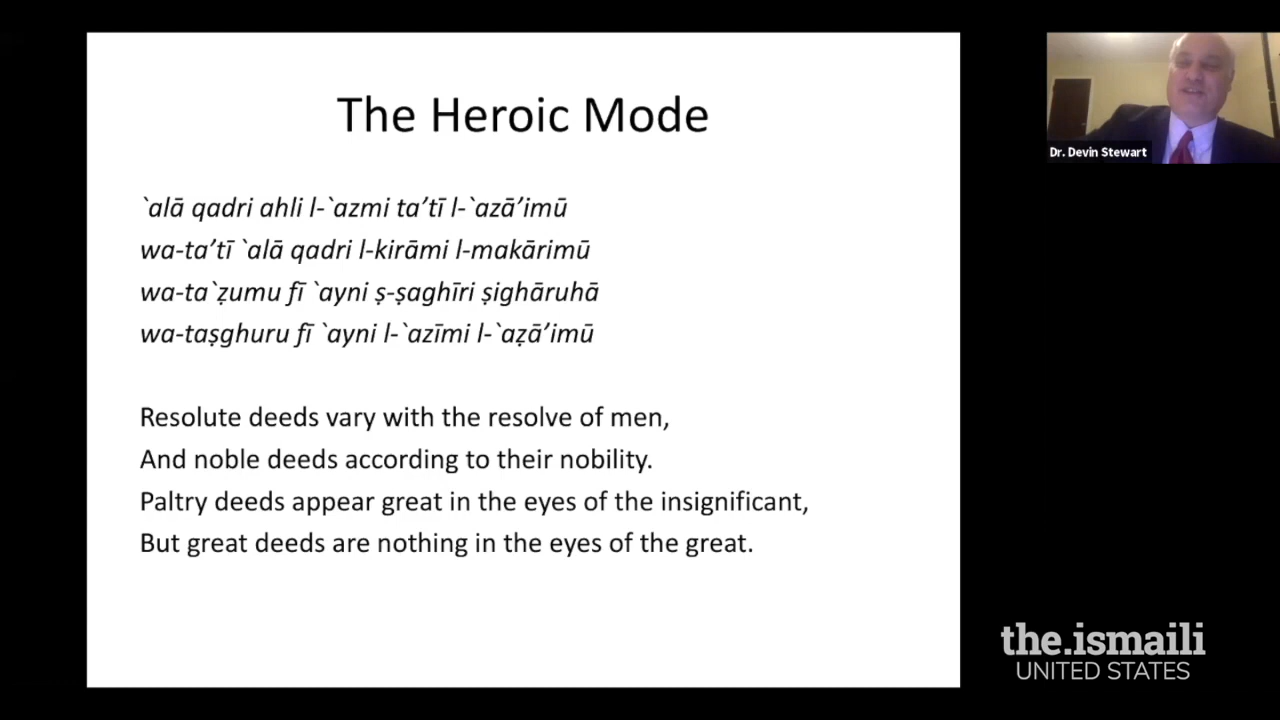 The Heroic Mode
`alā qadri ahli l-`azmi ta’tī l-`azā’imū
wa-ta’tī `alā qadri l-kirāmi l-makārimū
wa-ta`ẓumu fī `ayni ṣ-ṣaghīri ṣighāruhā
wa-taṣghuru fī `ayni l-`azīmi l-`aẓā’imū
Resolute deeds vary with the resolve of men,
And noble deeds according to their nobility.
Paltry deeds appear great in the eyes of the insignificant,
But great deeds are nothing in the eyes of the great.
Dr. Devin Stewart
the.ismaili
UNITED STATES